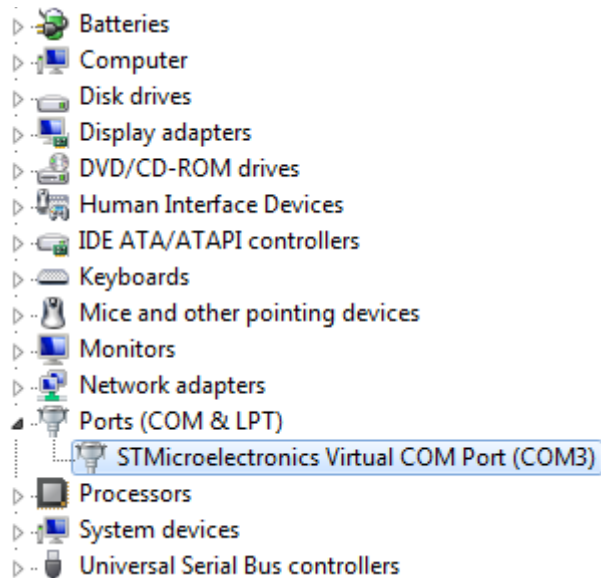 Batteries
Computer
Disk drives
Display adapters
DVD/CD-ROM drives
Human Interface Devices
IDE ATA/ATAPI controllers
Keyboards
Mice and other pointing devices
Monitors
Network adapters
Ports (COM & LPT)
STMicroelectronics Virtual COM Port (COM3)
Processors
System devices
Universal Serial Bus controllers